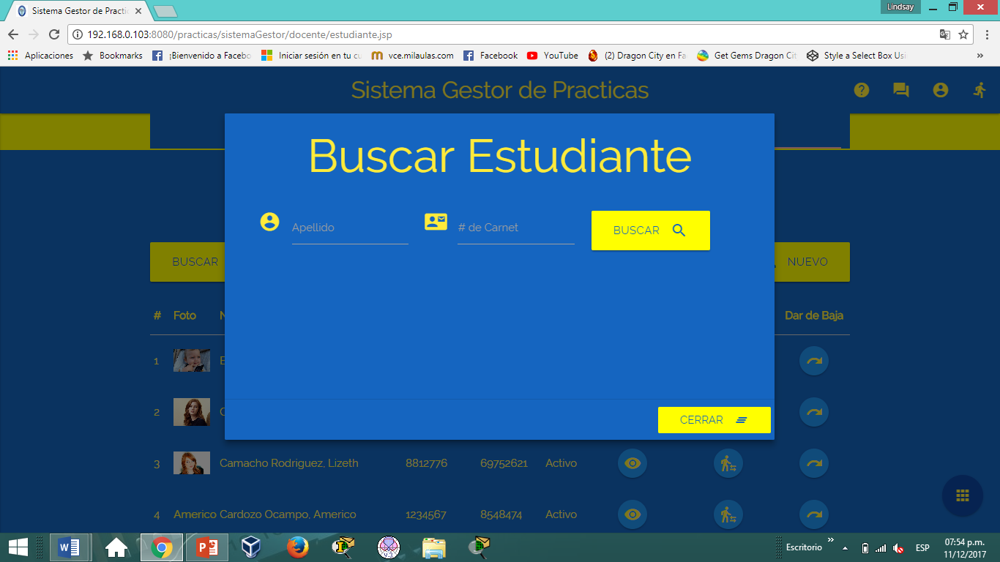 Sistema Gestor de Practic
Lindsay
192.168.0.103:8080/practicas/sistemaGestor/docente/estudiante.jsp
Aplicaciones Bookmarks ¡Bienvenido a Facebo Iniciar sesión en tu cu vce.milaulas.com Facebook YouTube (2) Dragon City en Fa Get Gems Dragon Cit Style a Select Box Usi »
Sistema Gestor de Practicas
Buscar Estudiante
Apellido # de Carnet BUSCAR
BUSCAR NUEVO
# Foto N Dar de Baja
1
2
CERRAR
3 Camacho Rodriguez, Lizeth 8812776 69752621 Activo
4 Americo Cardozo Ocampo, Americo 1234567 8548474 Activo
Escritorio » ESP 07:54 p.m.
11/12/2017